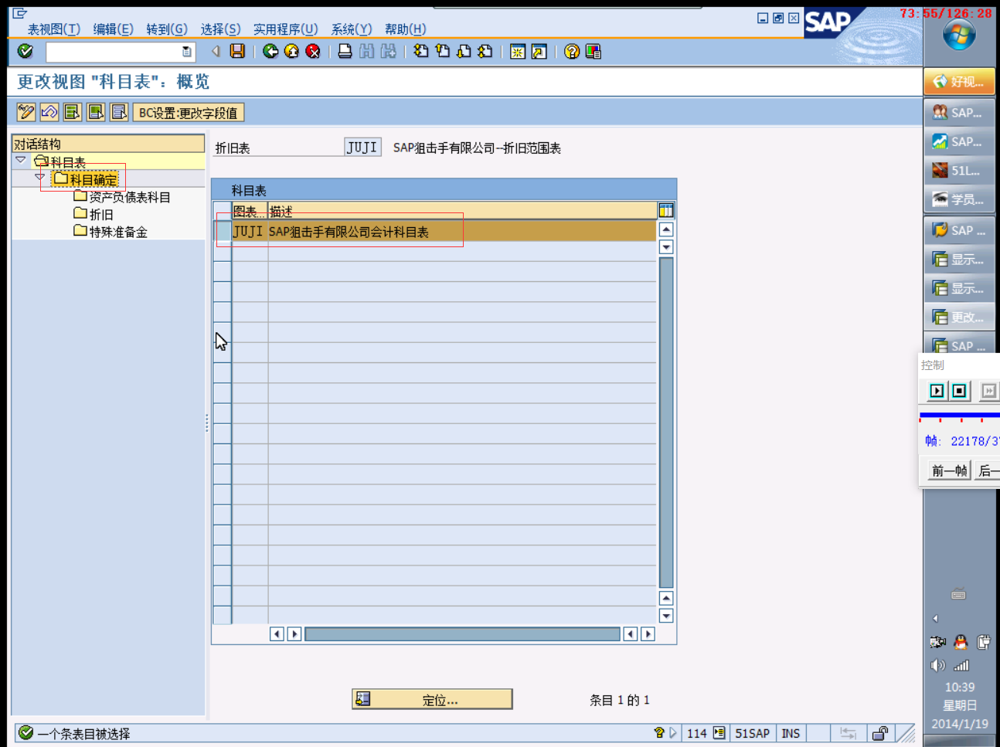 73:55/126:28
表视图(T) 编辑(E) 转到(G) 选择(S) 实用程序(U) 系统(Y) 帮助(H)
SAP
更改视图 "科目表": 概览
BC设置:更改字段值
对话结构
科目表
科目确定
资产负债表科目
折旧
特殊准备金
折旧表 JUJI SAP狙击手有限公司--折旧范围表
科目表
图表... 描述
JUJI SAP狙击手有限公司会计科目表
定位...
条目 1 的 1
一个条表目被选择
114 51SAP INS
好视...
SAP...
SAP...
51L...
学员...
SAP ...
显示...
显示...
更改...
SAP ...
控制
帧: 22178/37
前一帧 后一
10:39
星期日
2014/1/19